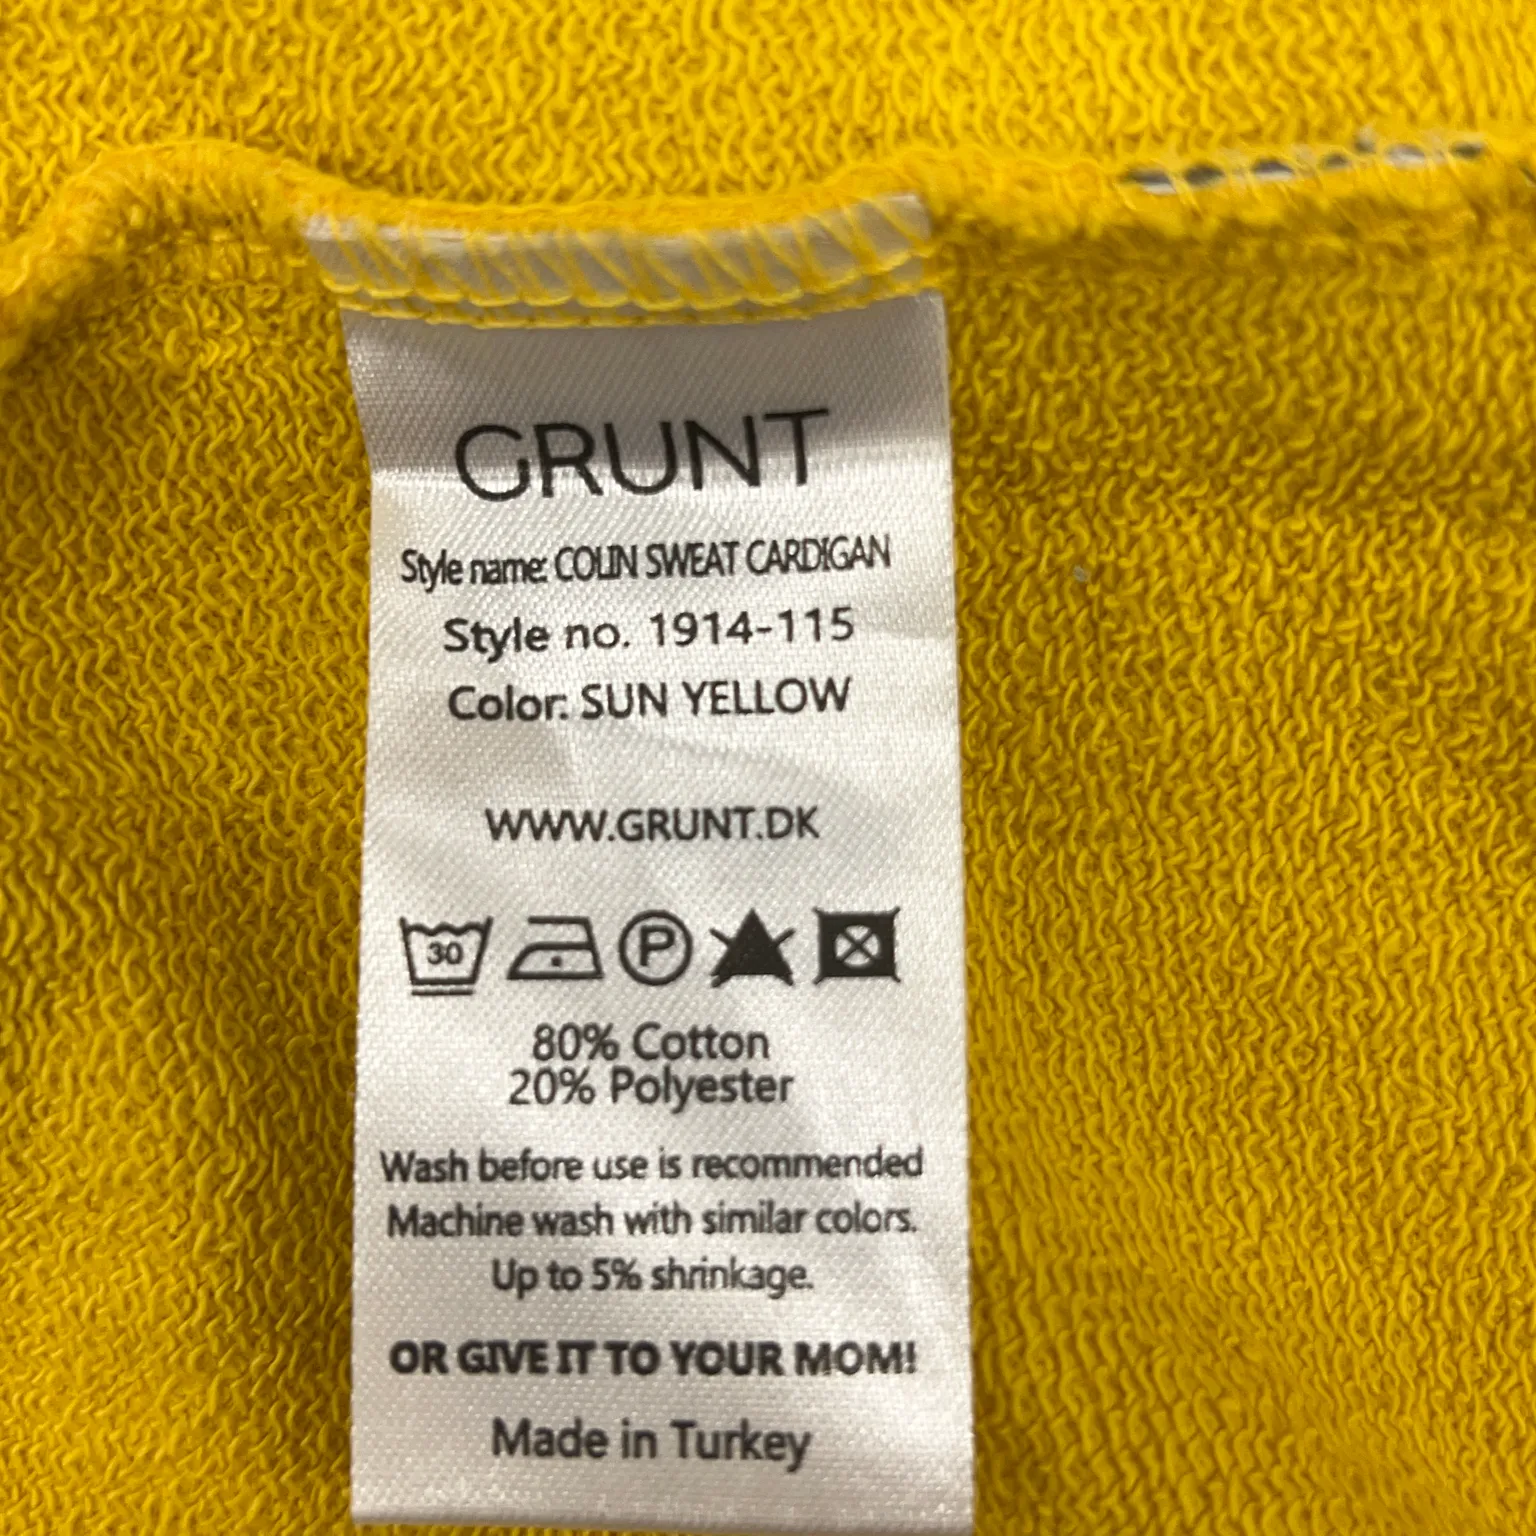 GRUNT
Style name: COLIN SWEAT CARDIGAN
Style no. 1914-115
Color: SUN YELLOW
WWW.GRUNT.DK
30 P
80% Cotton
20% Polyester
Wash before use is recommended
Machine wash with similar colors.
Up to 5% shrinkage.
OR GIVE IT TO YOUR MOM!
Made in Turkey